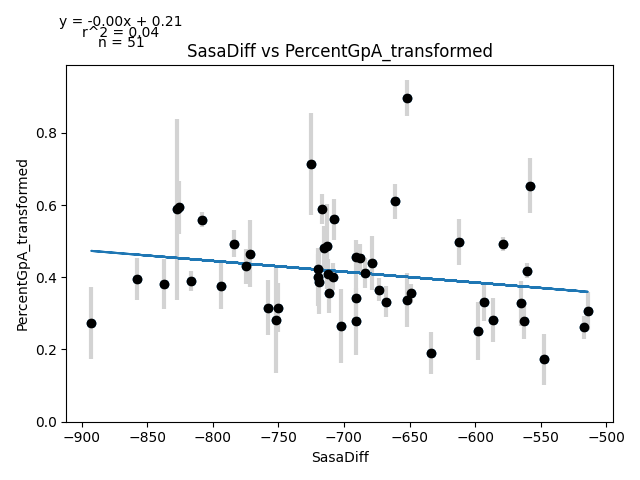 y = -0.00x + 0.21
r^2 = 0.04
n = 51
SasaDiff vs PercentGpA_transformed
PercentGpA_transformed
0.8
0.6
0.4
0.2
0.0
−900 −850 −800 −750 −700 −650 −600 −550 −500
SasaDiff